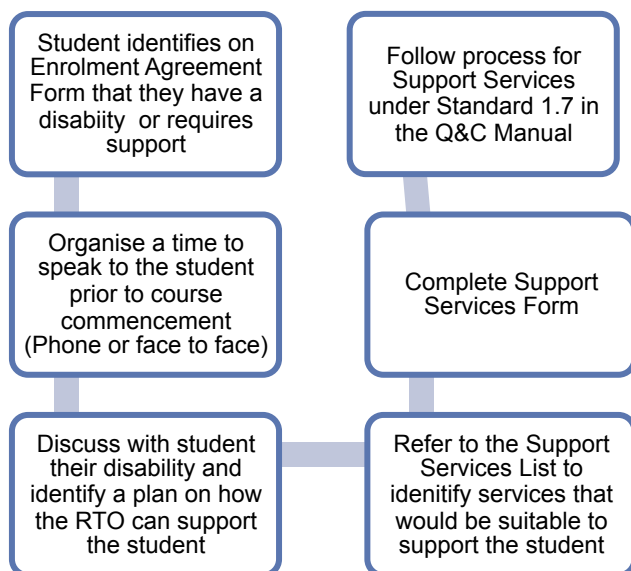 Student identifies on
Enrolment Agreement
Form that they have a
disabiity or requires
support
Organise a time to
speak to the student
prior to course
commencement
(Phone or face to face)
Discuss with student
their disability and
identify a plan on how
the RTO can support
the student
Refer to the Support
Services List to
idenitify services that
would be suitable to
support the student
Complete Support
Services Form
Follow process for
Support Services
under Standard 1.7 in
the Q&C Manual